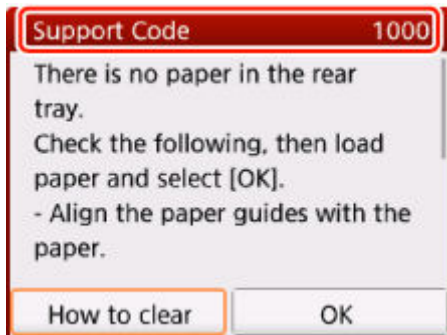 Support Code 1000
There is no paper in the rear
tray.
Check the following, then load
paper and select [OK].
- Align the paper guides with the
paper.
How to clear OK